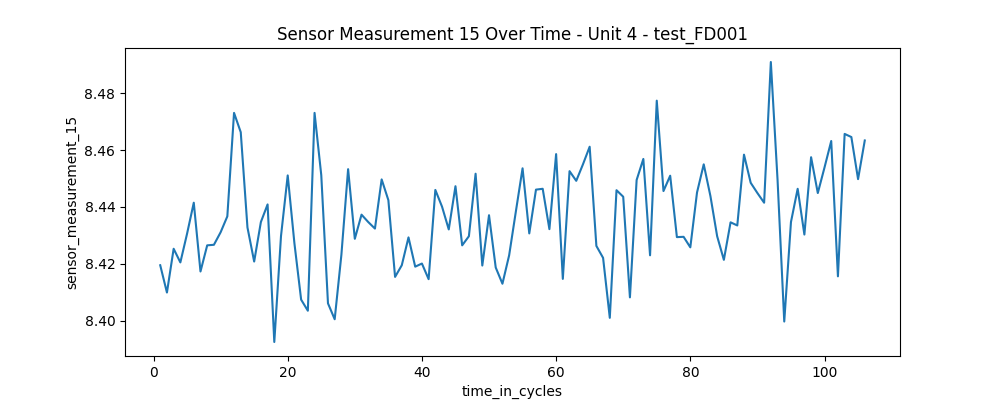 Sensor Measurement 15 Over Time - Unit 4 - test_FD001
sensor_measurement_15
8.48
8.46
8.44
8.42
8.40
0 20 40 60 80 100
time_in_cycles